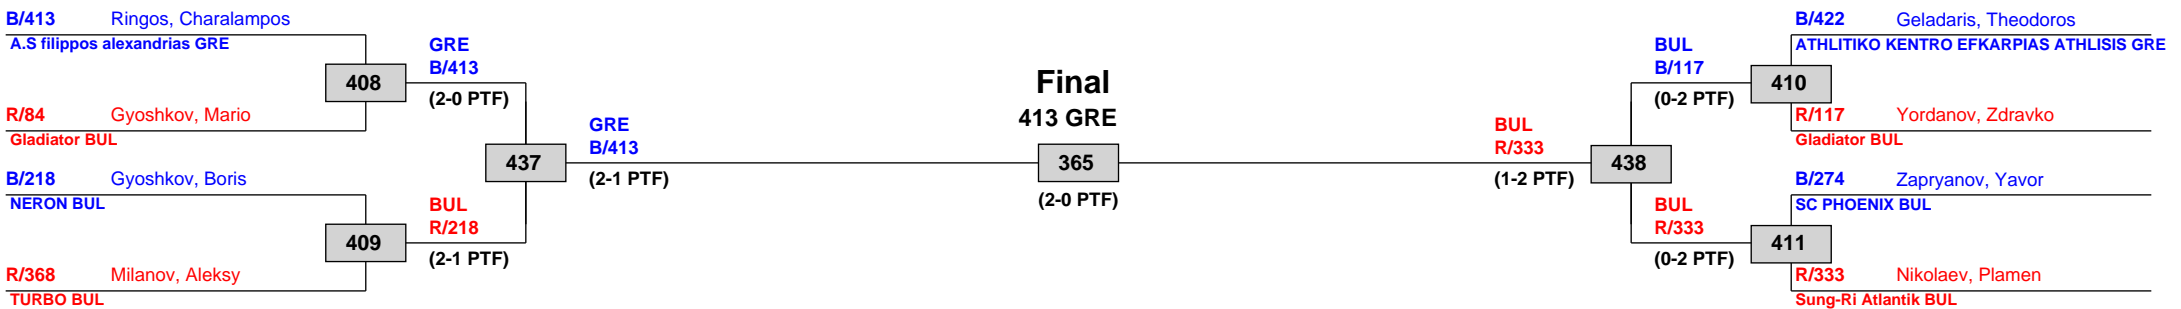 B/413 Ringos, Charalampos
A.S filippos alexandrias GRE
408
GRE
B/413
(2-0 PTF)
R/84 Gyoshkov, Mario
Gladiator BUL
437
GRE
B/413
(2-1 PTF)
B/218 Gyoshkov, Boris
NERON BUL
409
BUL
R/218
(2-1 PTF)
R/368 Milanov, Aleksy
TURBO BUL
Final
413 GRE
365
(2-0 PTF)
BUL
R/333
(1-2 PTF)
438
BUL
B/117
(0-2 PTF)
B/422 Geladaris, Theodoros
ATHLITIKO KENTRO EFKARPIAS ATHLISIS GRE
410
R/117 Yordanov, Zdravko
Gladiator BUL
BUL
R/333
(0-2 PTF)
B/274 Zapryanov, Yavor
SC PHOENIX BUL
411
R/333 Nikolaev, Plamen
Sung-Ri Atlantik BUL